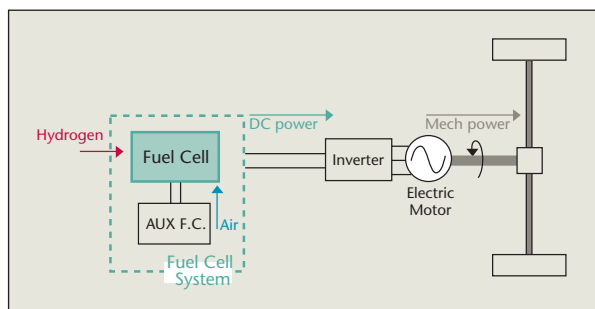 DC power
Mech power
Hydrogen
Fuel Cell
Inverter
Electric
Motor
AUX F.C.
Air
Fuel Cell
System